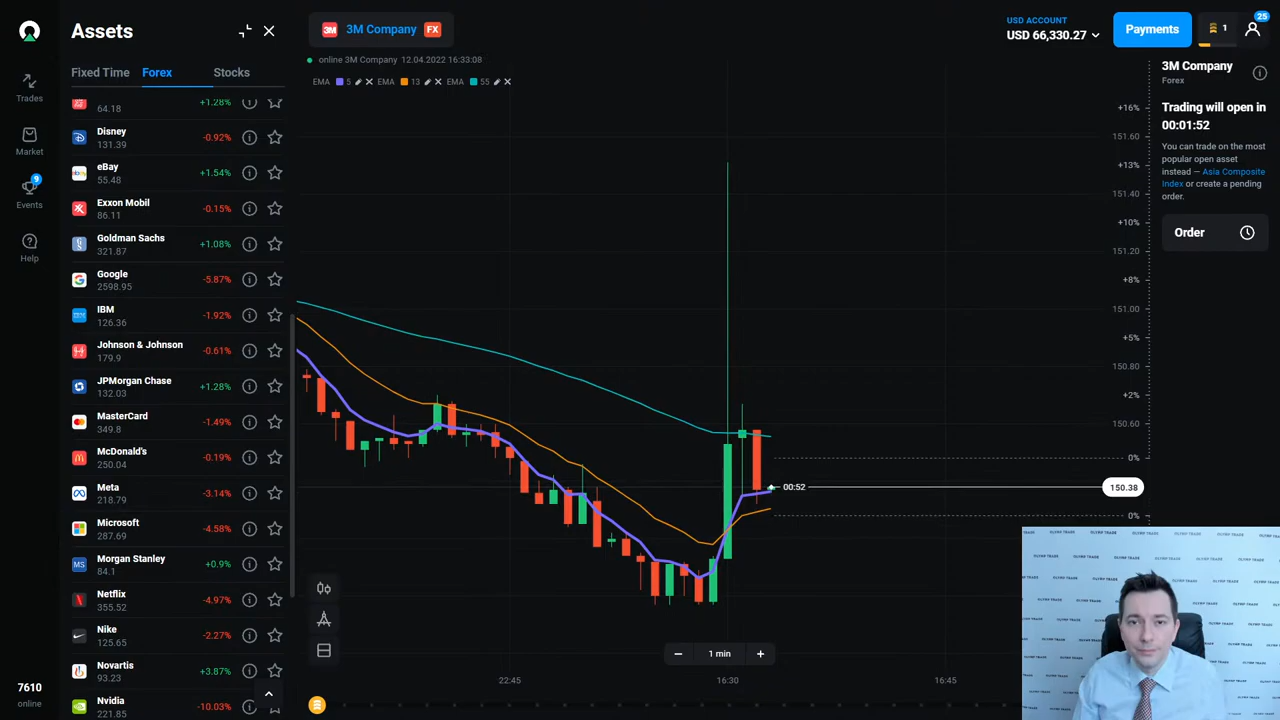 Assets
3M Company FX
USD ACCOUNT
USD 66,330.27
Payments
1
25
Fixed Time Forex Stocks
online 3M Company 12.04.2022 16:33:08
EMA 5 EMA 13 EMA 55
3M Company
Forex
Trading will open in
00:01:52
You can trade on the most
popular open asset
instead — Asia Composite
Index or create a pending
order.
Order
Trades
Market
9
Events
Help
7610
online
64.18 +1.28%
Disney
131.39 -0.92%
eBay
55.48 +1.54%
Exxon Mobil
86.11 -0.15%
Goldman Sachs
321.87 +1.08%
Google
2598.95 -5.87%
IBM
126.36 -1.92%
Johnson & Johnson
179.9 -0.61%
JPMorgan Chase
132.03 +1.28%
MasterCard
349.8 -1.49%
McDonald's
250.04 -0.19%
Meta
218.79 -3.14%
Microsoft
287.69 -4.58%
MS
Morgan Stanley
84.1 +0.9%
Netflix
355.52 -4.97%
Nike
125.65 -2.27%
Novartis
93.23 +3.87%
Nvidia
221.85 -10.03%
+16%
151.60
+13%
151.40
+10%
151.20
+8%
151.00
+5%
150.80
+2%
150.60
0%
00:52
150.38
0%
1 min
22:45 16:30 16:45